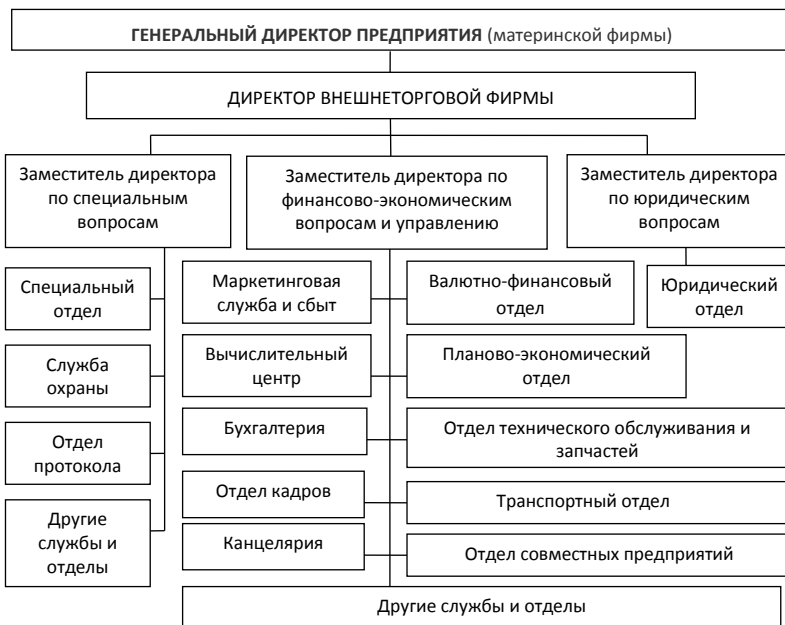 ГЕНЕРАЛЬНЫЙ ДИРЕКТОР ПРЕДПРИЯТИЯ (материнской фирмы)
ДИРЕКТОР ВНЕШНЕТОРГОВОЙ ФИРМЫ
Заместитель директора
по специальным
вопросам
Заместитель директора по
финансово-экономическим
вопросам и управлению
Заместитель директора
по юридическим
вопросам
Специальный
отдел
Служба
охраны
Отдел
протокола
Другие
службы и
отделы
Маркетинговая
служба и сбыт
Валютно-финансовый
отдел
Вычислительный
центр
Планово-экономический
отдел
Бухгалтерия
Отдел технического обслуживания и
запчастей
Отдел кадров
Транспортный отдел
Канцелярия
Отдел совместных предприятий
Другие службы и отделы
Юридический
отдел